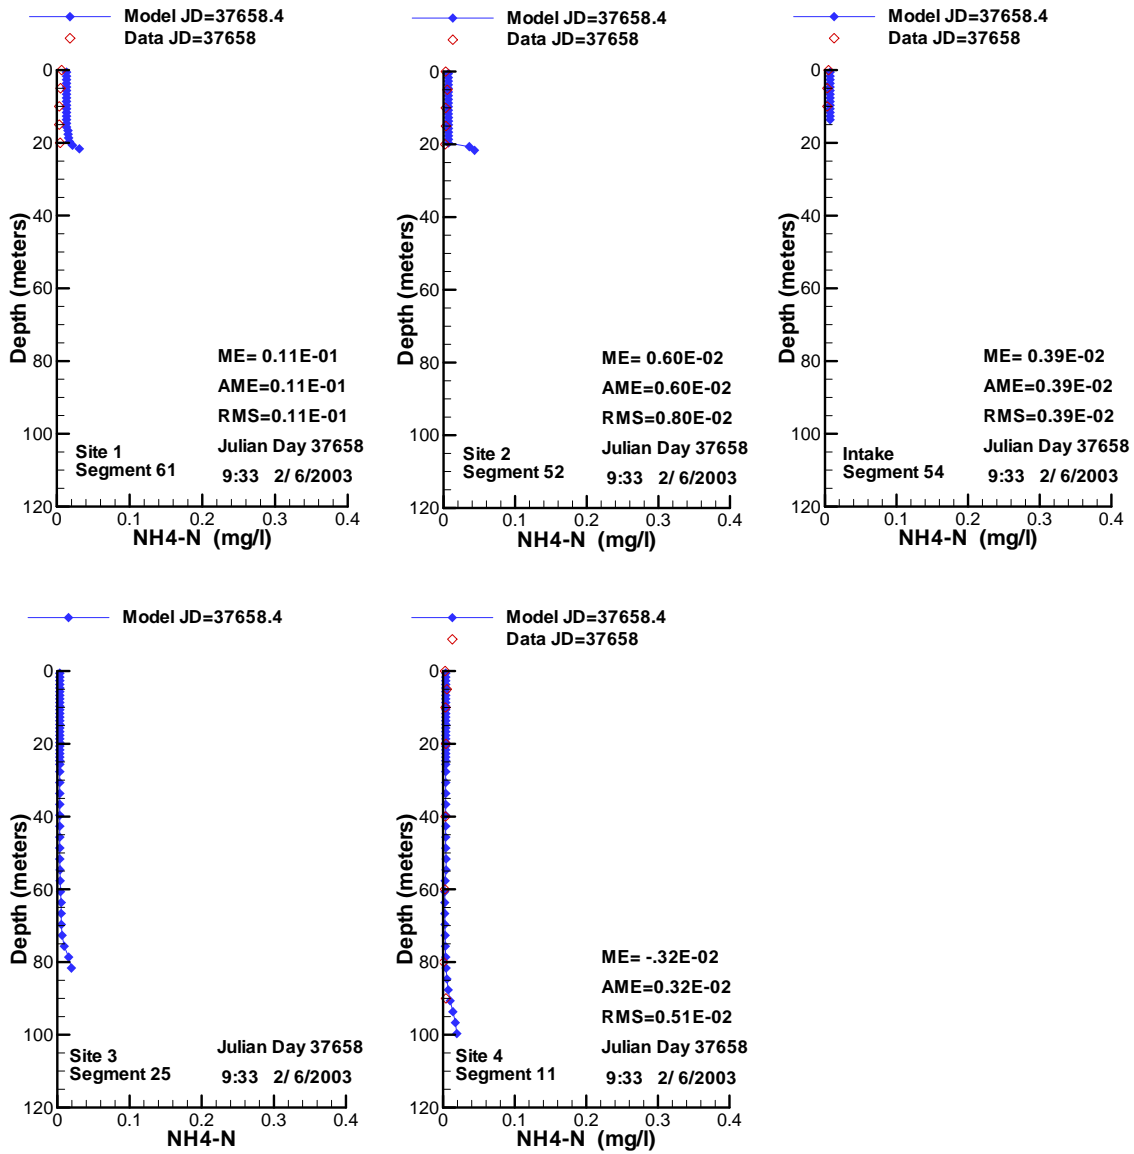 Model JD=37658.4
Data JD=37658
0
20
40
60
80
100
120
Depth (meters)
ME= 0.11E-01
AME=0.11E-01
RMS=0.11E-01
Site 1
Segment 61
Julian Day 37658
9:33 2/ 6/2003
0 0.1 0.2 0.3 0.4
NH4-N (mg/l)
Model JD=37658.4
Data JD=37658
0
20
40
60
80
100
120
Depth (meters)
ME= 0.60E-02
AME=0.60E-02
RMS=0.80E-02
Site 2
Segment 52
Julian Day 37658
9:33 2/ 6/2003
0 0.1 0.2 0.3 0.4
NH4-N (mg/l)
Model JD=37658.4
Data JD=37658
0
20
40
60
80
100
120
Depth (meters)
ME= 0.39E-02
AME=0.39E-02
RMS=0.39E-02
Intake
Segment 54
Julian Day 37658
9:33 2/ 6/2003
0 0.1 0.2 0.3 0.4
NH4-N (mg/l)
Model JD=37658.4
0
20
40
60
80
100
120
Depth (meters)
Site 3
Segment 25
Julian Day 37658
9:33 2/ 6/2003
0 0.1 0.2 0.3 0.4
NH4-N
Model JD=37658.4
Data JD=37658
0
20
40
60
80
100
120
Depth (meters)
ME= -.32E-02
AME=0.32E-02
RMS=0.51E-02
Site 4
Segment 11
Julian Day 37658
9:33 2/ 6/2003
0 0.1 0.2 0.3 0.4
NH4-N (mg/l)